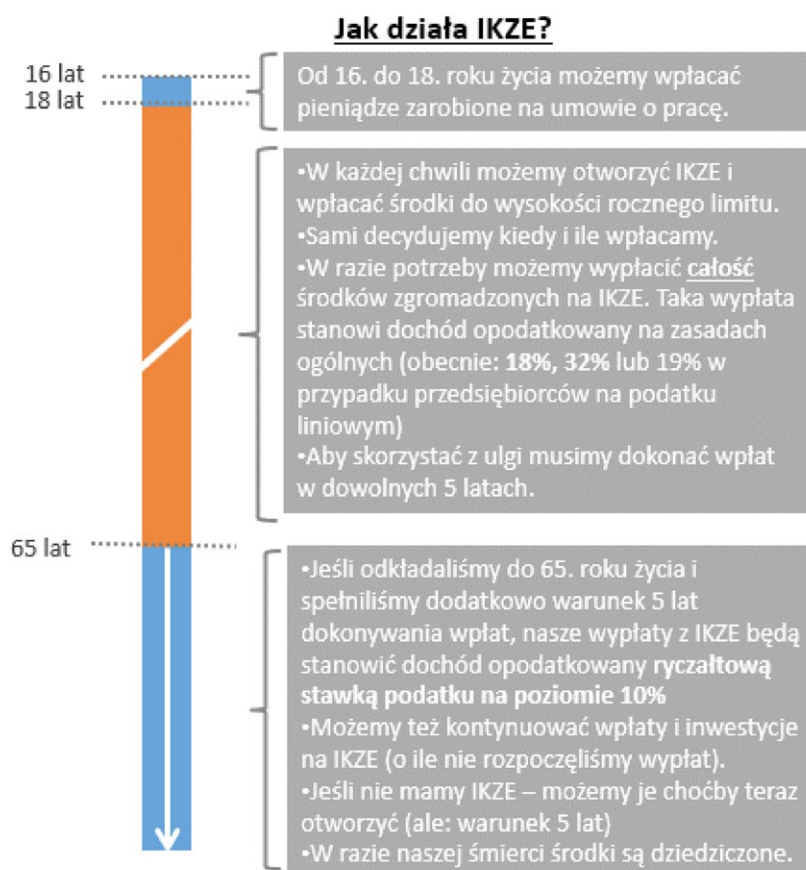 Jak działa IKZE?
16 lat
18 lat
Od 16. do 18. roku życia możemy wpłacać
pieniądze zarobione na umowie o pracę.
•W każdej chwili możemy otworzyć IKZE i
wpłacać środki do wysokości rocznego limitu.
•Sami decydujemy kiedy i ile wpłacamy.
•W razie potrzeby możemy wypłacić całość
środków zgromadzonych na IKZE. Taka wypłata
stanowi dochód opodatkowany na zasadach
ogólnych (obecnie: 18%, 32% lub 19% w
przypadku przedsiębiorców na podatku
liniowym)
•Aby skorzystać z ulgi musimy dokonać wpłat
w dowolnych 5 latach.
65 lat
•Jeśli odkładaliśmy do 65. roku życia i
spełniliśmy dodatkowo warunek 5 lat
dokonywania wpłat, nasze wypłaty z IKZE będą
stanowić dochód opodatkowany ryczałtową
stawką podatku na poziomie 10%
•Możemy też kontynuować wpłaty i inwestycje
na IKZE (o ile nie rozpoczęliśmy wypłat).
•Jeśli nie mamy IKZE – możemy je choćby teraz
otworzyć (ale: warunek 5 lat)
•W razie naszej śmierci środki są dziedziczone.